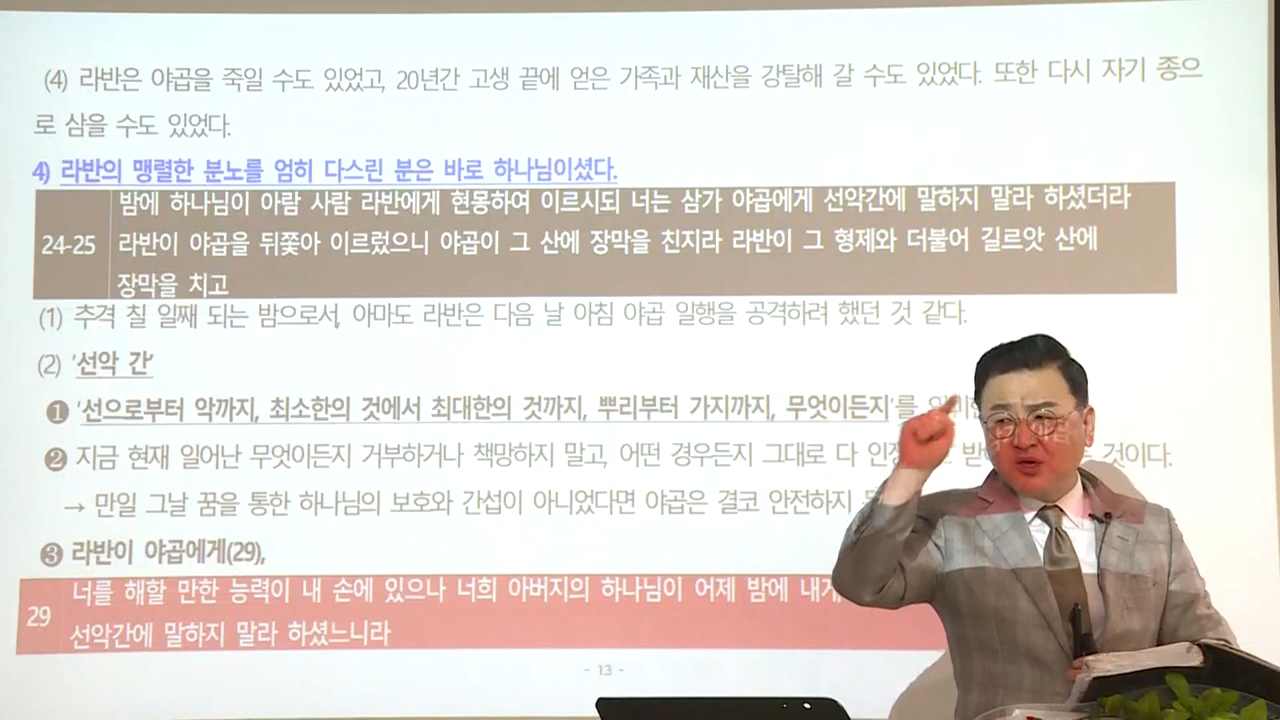 (4) 라반은 야곱을 죽일 수도 있었고, 20년간 고생 끝에 얻은 가족과 재산을 강탈해 갈 수도 있었다. 또한 다시 자기 종으
로 삼을 수도 있었다.
4) 라반의 맹렬한 분노를 엄히 다스린 분은 바로 하나님이셨다.
밤에 하나님이 아람 사람 라반에게 현몽하여 이르시되 너는 삼가 야곱에게 선악간에 말하지 말라 하셨더라
24-25 라반이 야곱을 뒤쫓아 이르렀으니 야곱이 그 산에 장막을 친지라 라반이 그 형제와 더불어 길르앗 산에
장막을 치고
(1) 추격 칠 일째 되는 밤으로서, 아마도 라반은 다음 날 아침 야곱 일행을 공격하려 했던 것 같다.
(2) '선악 간'
❶ '선으로부터 악까지, 최소한의 것에서 최대한의 것까지, 뿌리부터 가지까지, 무엇이든지'를
❷ 지금 현재 일어난 무엇이든지 거부하거나 책망하지 말고, 어떤 경우든지 그대로 다 것이다.
→ 만일 그날 꿈을 통한 하나님의 보호와 간섭이 아니었다면 야곱은 결코 안전하지
❸ 라반이 야곱에게(29),
너를 해할 만한 능력이 내 손에 있으나 너희 아버지의 하나님이 어제 밤에 내게
29 선악간에 말하지 말라 하셨느니라
- 13 -